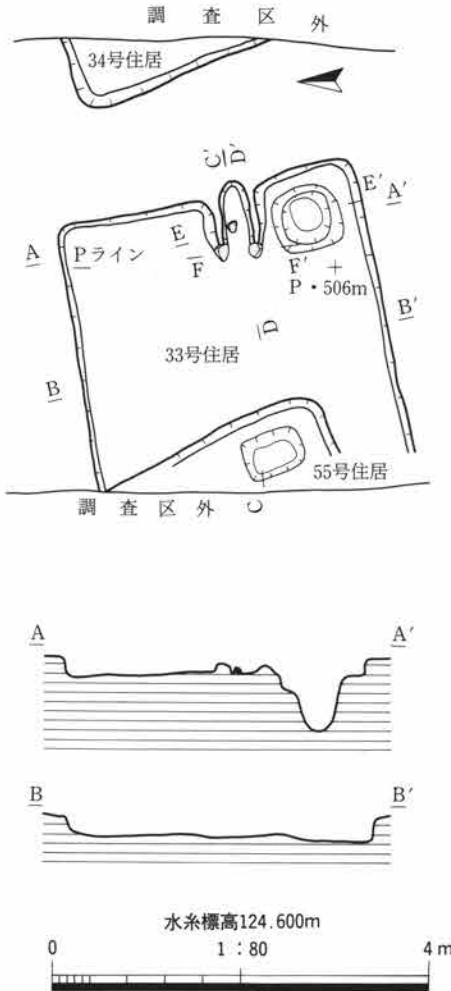 調査区外
34号住居
C′
D′
E′
A′
A
Pライン
E
F
F′
P・506m
B′
D
33号住居
B
55号住居
調査区外
C
A
A′
B
B′
水糸標高124.600m
0
1:80
4m